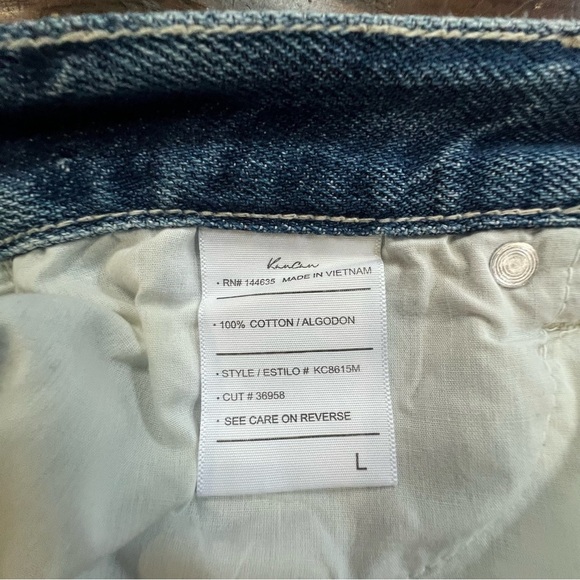 KanCan
• RN# 144635 MADE IN VIETNAM
• 100% COTTON / ALGODON
• STYLE / ESTILO # KC8615M
• CUT # 36958
• SEE CARE ON REVERSE
L